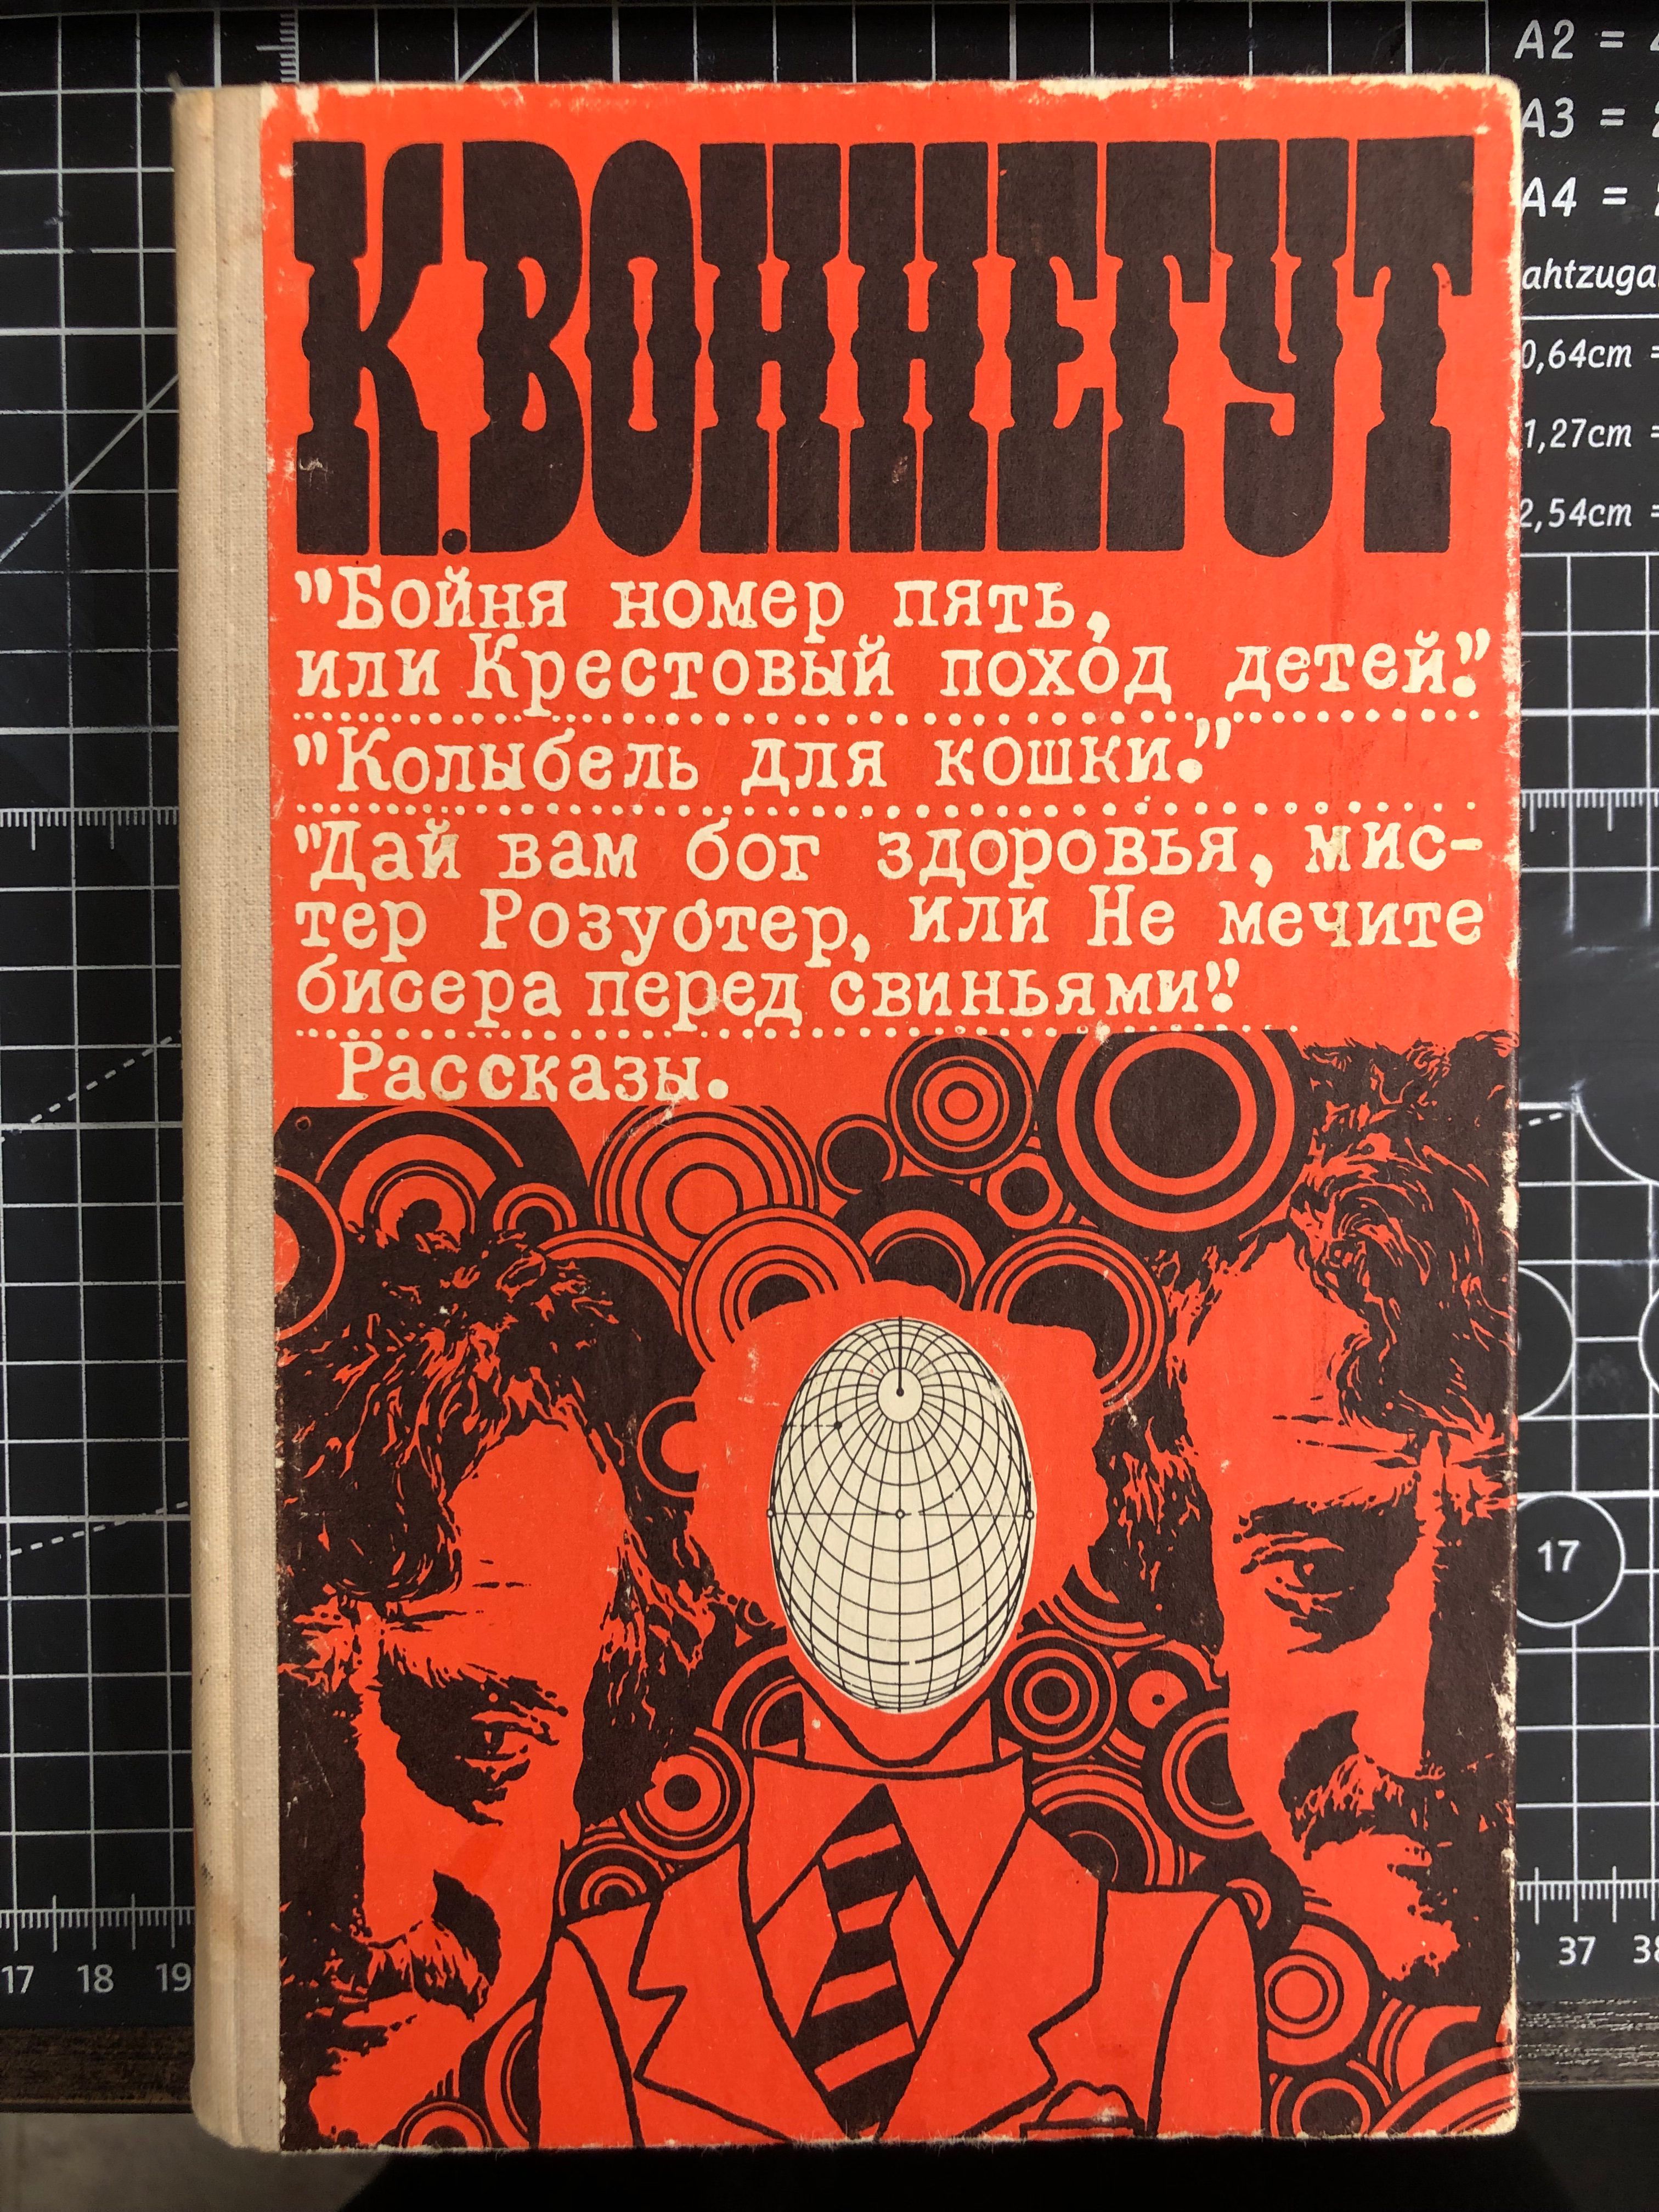 К.ВОННЕГУТ
"Бойня номер пять,
или Крестовый поход детей."
"Колыбель для кошки."
"Дай вам бог здоровья, мис-
тер Розуотер, или Не мечите
бисера перед свиньями."
Рассказы.
A2 =
A3 =
A4 =
ahtzuga
0,64cm =
1,27cm =
2,54cm =
17
17 18 19
37 38